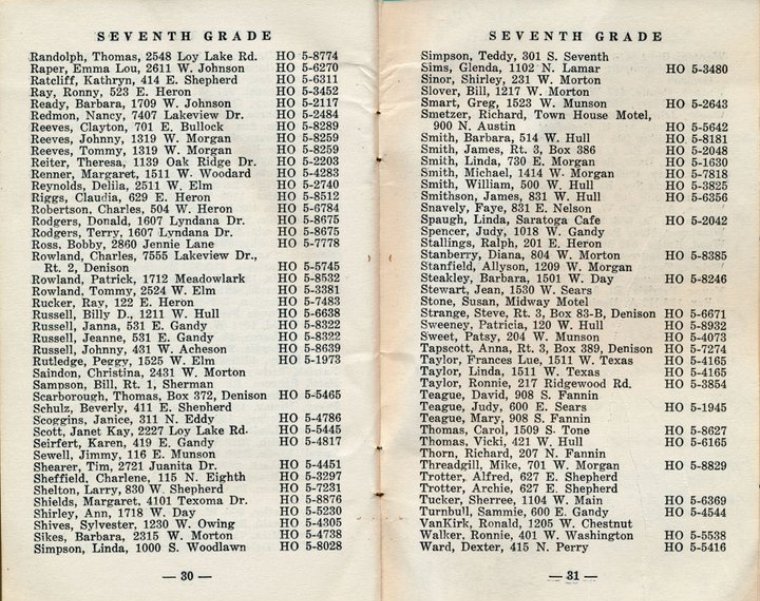 SEVENTH GRADE
Randolph, Thomas, 2548 Loy Lake Rd. HO 5-8774
Raper, Emma Lou, 2611 W. Johnson HO 5-6270
Ratcliff, Kathryn, 414 E. Shepherd HO 5-6311
Ray, Ronny, 523 E. Heron HO 5-3452
Ready, Barbara, 1709 W. Johnson HO 5-2117
Redmon, Nancy, 7407 Lakeview Dr. HO 5-2484
Reeves, Clayton, 701 E. Bullock HO 5-8289
Reeves, Johnny, 1319 W. Morgan HO 5-8259
Reeves, Tommy, 1319 W. Morgan HO 5-8259
Reiter, Theresa, 1139 Oak Ridge Dr. HO 5-2203
Renner, Margaret, 1511 W. Woodard HO 5-4283
Reynolds, Delila, 2511 W. Elm HO 5-2740
Riggs, Claudia, 629 E. Heron HO 5-8512
Robertson, Charles, 504 W. Heron HO 5-6784
Rodgers, Donald, 1607 Lyndana Dr. HO 5-8675
Rodgers, Terry, 1607 Lyndana Dr. HO 5-8675
Ross, Bobby, 2860 Jennie Lane HO 5-7778
Rowland, Charles, 7555 Lakeview Dr.,
Rt. 2, Denison HO 5-5745
Rowland, Patrick, 1712 Meadowlark HO 5-8532
Rowland, Tommy, 2524 W. Elm HO 5-3381
Rucker, Ray, 122 E. Heron HO 5-7483
Russell, Billy D., 1211 W. Hull HO 5-6638
Russell, Janna, 531 E. Gandy HO 5-8322
Russell, Jeanne, 531 E. Gandy HO 5-8322
Russell, Johnny, 431 W. Acheson HO 5-8639
Rutledge, Peggy, 1525 W. Elm HO 5-1973
Saindon, Christina, 2431 W. Morton
Sampson, Bill, Rt. 1, Sherman
Scarborough, Thomas, Box 372, Denison HO 5-5465
Schulz, Beverly, 411 E. Shepherd
Scoggins, Janice, 311 N. Eddy HO 5-4786
Scott, Janet Kay, 2227 Loy Lake Rd. HO 5-5445
Seirfert, Karen, 419 E. Gandy HO 5-4817
Sewell, Jimmy, 116 E. Munson
Shearer, Tim, 2721 Juanita Dr. HO 5-4451
Sheffield, Charlene, 115 N. Eighth HO 5-3297
Shelton, Larry, 830 W. Shepherd HO 5-7231
Shields, Margaret, 4101 Texoma Dr. HO 5-8876
Shirley, Ann, 1718 W. Day HO 5-5230
Shives, Sylvester, 1230 W. Owing HO 5-4305
Sikes, Barbara, 2315 W. Morton HO 5-4738
Simpson, Linda, 1000 S. Woodlawn HO 5-8028
— 30 —
SEVENTH GRADE
Simpson, Teddy, 301 S. Seventh
Sims, Glenda, 1102 N. Lamar HO 5-3480
Sinor, Shirley, 231 W. Morton
Slover, Bill, 1217 W. Morton
Smart, Greg, 1523 W. Munson HO 5-2643
Smetzer, Richard, Town House Motel,
900 N. Austin HO 5-5642
Smith, Barbara, 514 W. Hull HO 5-8181
Smith, James, Rt. 3, Box 386 HO 5-2048
Smith, Linda, 730 E. Morgan HO 5-1630
Smith, Michael, 1414 W. Morgan HO 5-7818
Smith, William, 500 W. Hull HO 5-3825
Smithson, James, 831 W. Hull HO 5-6356
Snavely, Faye, 831 E. Nelson
Spaugh, Linda, Saratoga Cafe HO 5-2042
Spencer, Judy, 1018 W. Gandy
Stallings, Ralph, 201 E. Heron
Stanberry, Diana, 804 W. Morton HO 5-8385
Stanfield, Allyson, 1209 W. Morgan
Steakley, Barbara, 1501 W. Day HO 5-8246
Stewart, Jean, 1530 W. Sears
Stone, Susan, Midway Motel
Strange, Steve, Rt. 3, Box 83-B, Denison HO 5-6671
Sweeney, Patricia, 120 W. Hull HO 5-8932
Sweet, Patsy, 204 W. Munson HO 5-4073
Tapscott, Anna, Rt. 3, Box 389, Denison HO 5-7274
Taylor, Frances Lue, 1511 W. Texas HO 5-4165
Taylor, Linda, 1511 W. Texas HO 5-4165
Taylor, Ronnie, 217 Ridgewood Rd. HO 5-3854
Teague, David, 908 S. Fannin
Teague, Judy, 600 E. Sears HO 5-1945
Teague, Mary, 908 S. Fannin
Thomas, Carol, 1509 S. Tone HO 5-8627
Thomas, Vicki, 421 W. Hull HO 5-6165
Thorn, Richard, 207 N. Fannin
Threadgill, Mike, 701 W. Morgan HO 5-8829
Trotter, Alfred, 627 E. Shepherd
Trotter, Archie, 627 E. Shepherd
Tucker, Sherree, 1104 W. Main HO 5-6369
Turnbull, Sammie, 600 E. Gandy HO 5-4544
VanKirk, Ronald, 1205 W. Chestnut
Walker, Ronnie, 401 W. Washington HO 5-5538
Ward, Dexter, 415 N. Perry HO 5-5416
— 31 —